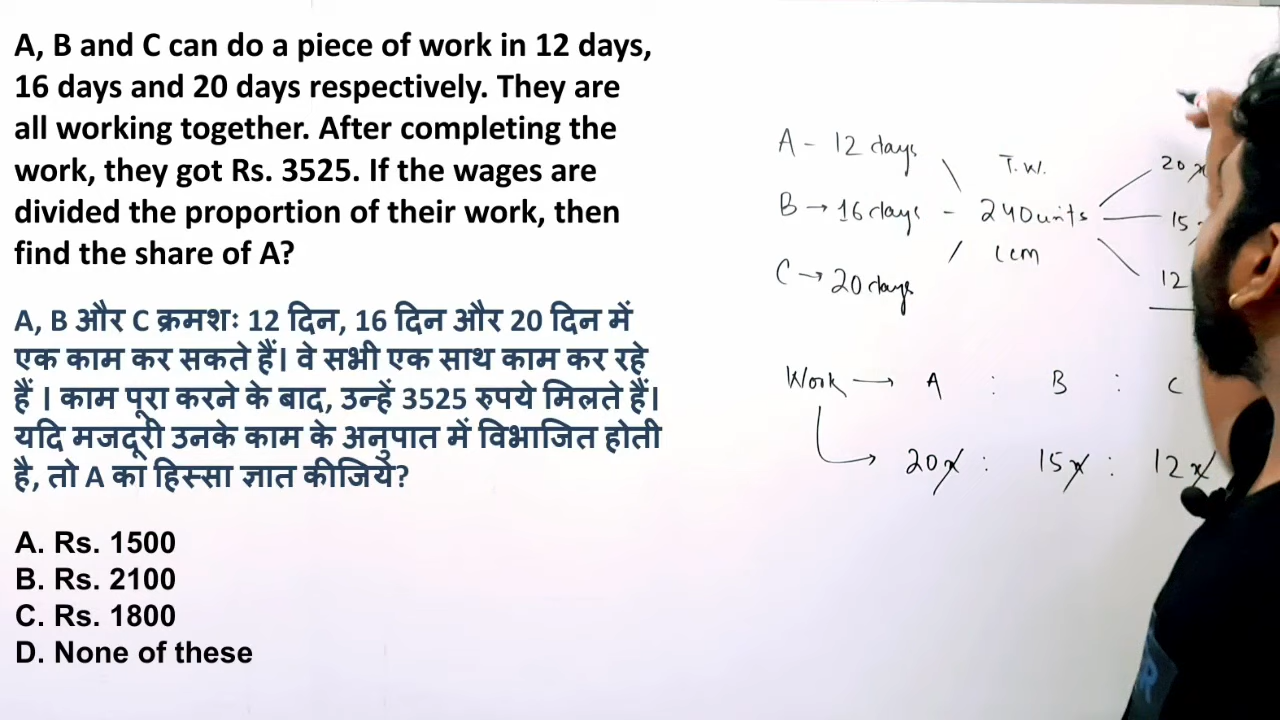 A, B and C can do a piece of work in 12 days,
16 days and 20 days respectively. They are
all working together. After completing the
work, they got Rs. 3525. If the wages are
divided the proportion of their work, then
find the share of A?
A, B और C क्रमशः 12 दिन, 16 दिन और 20 दिन में
एक काम कर सकते हैं। वे सभी एक साथ काम कर रहे
हैं । काम पूरा करने के बाद, उन्हें 3525 रुपये मिलते हैं।
यदि मजदूरी उनके काम के अनुपात में विभाजित होती
है, तो A का हिस्सा ज्ञात कीजिये?
A. Rs. 1500
B. Rs. 2100
C. Rs. 1800
D. None of these
A - 12 days
B → 16 days - 240 units
C → 20 days
T.W.
LCM
20x
15
12
Work → A : B : C
20x : 15x : 12x